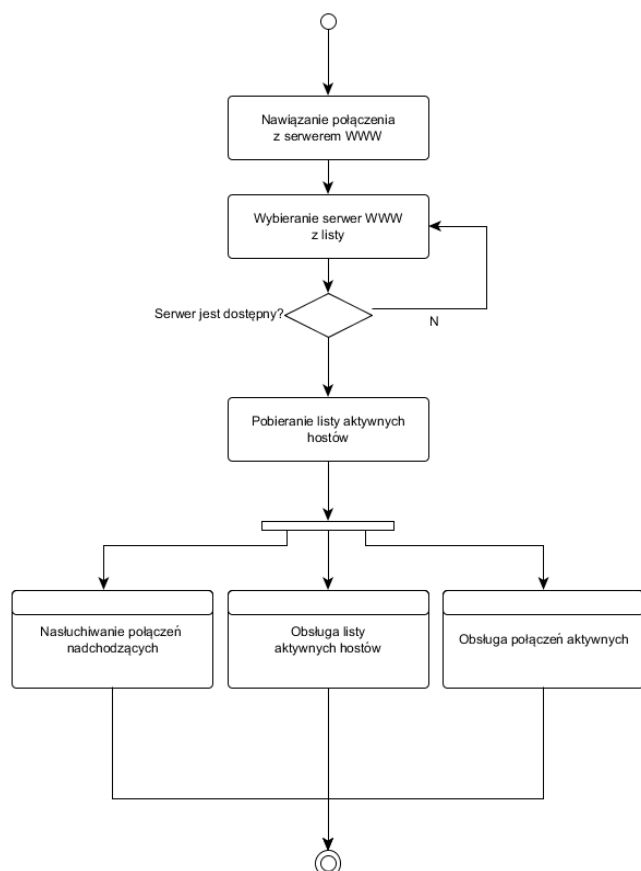 Nawiązanie połączenia
z serwerem WWW
Wybieranie serwer WWW
z listy
Serwer jest dostępny?
N
Pobieranie listy aktywnych
hostów
Nasłuchiwanie połączeń
nadchodzących
Obsługa listy
aktywnych hostów
Obsługa połączeń aktywnych